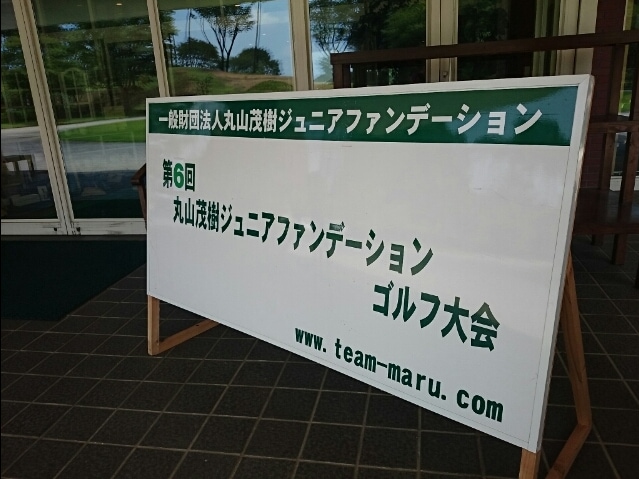 一般財団法人丸山茂樹ジュニアファンデーション
第6回
丸山茂樹ジュニアファンデーション
ゴルフ大会
www.team-maru.com